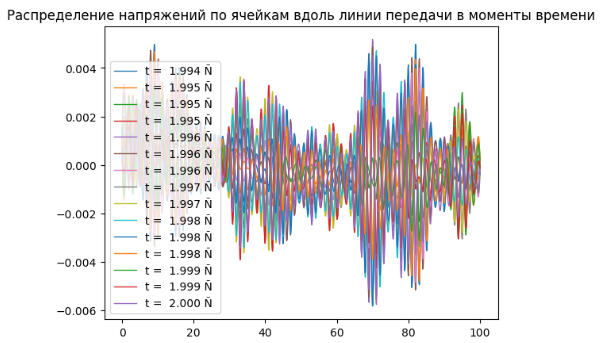 Распределение напряжений по ячейкам вдоль линии передачи в моменты времени
0.004
0.002
0.000
−0.002
−0.004
−0.006
t = 1.994 Ñ
t = 1.995 Ñ
t = 1.995 Ñ
t = 1.995 Ñ
t = 1.996 Ñ
t = 1.996 Ñ
t = 1.996 Ñ
t = 1.997 Ñ
t = 1.997 Ñ
t = 1.998 Ñ
t = 1.998 Ñ
t = 1.998 Ñ
t = 1.999 Ñ
t = 1.999 Ñ
t = 2.000 Ñ
0 20 40 60 80 100